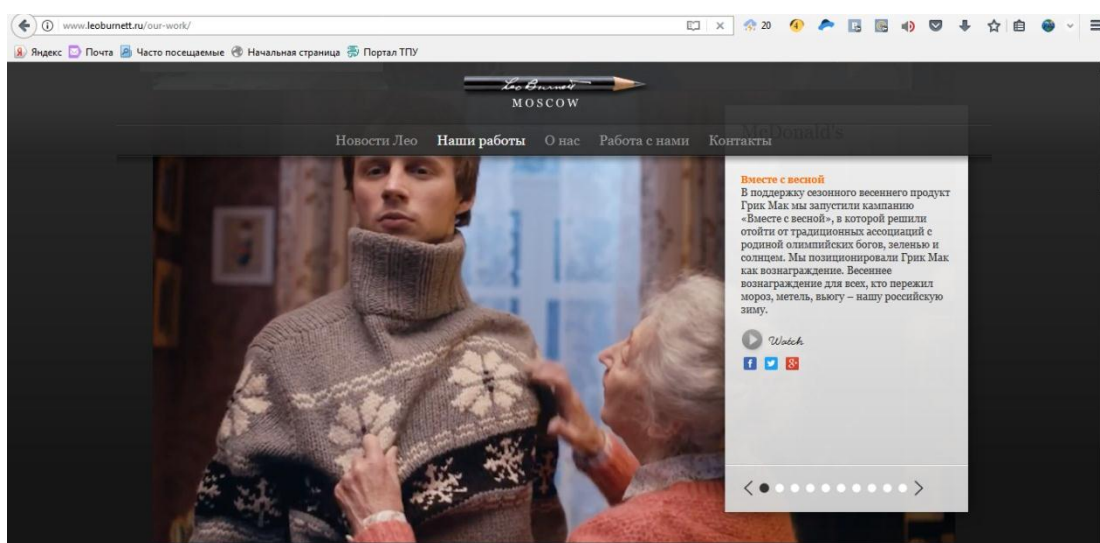 www.leoburnett.ru/our-work/
20
4
Яндекс Почта Часто посещаемые Начальная страница Портал ТПУ
Leo Burnett
MOSCOW
Новости Лео Наши работы О нас Работа с нами Контакты
McDonald's
Вместе с весной
В поддержку сезонного весеннего продукт
Грик Мак мы запустили кампанию
«Вместе с весной», в которой решили
отойти от традиционных ассоциаций с
родиной олимпийских богов, зеленью и
солнцем. Мы позиционировали Грик Мак
как вознаграждение. Весеннее
вознаграждение для всех, кто пережил
мороз, метель, вьюгу – нашу российскую
зиму.
Watch